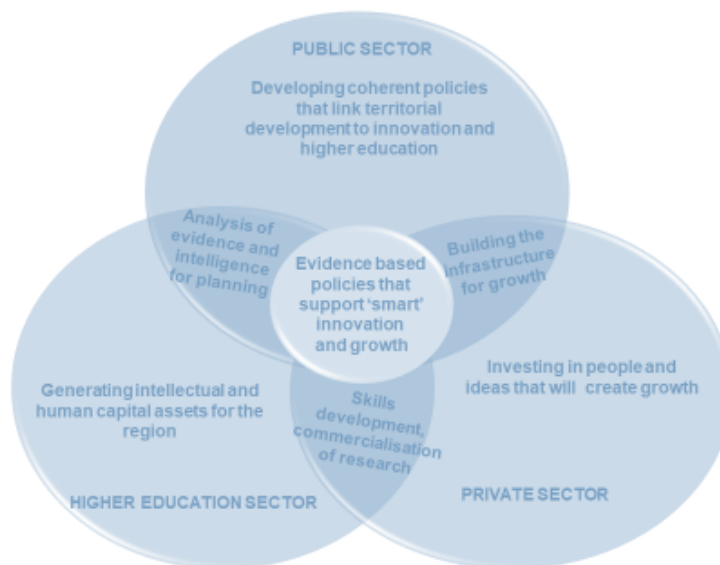 PUBLIC SECTOR
Developing coherent policies
that link territorial
development to innovation and
higher education
Analysis of
evidence and
intelligence
for planning
Building the
infrastructure
for growth
Evidence based
policies that
support ‘smart’
innovation
and growth
Generating intellectual and
human capital assets for the
region
Investing in people and
ideas that will create growth
Skills
development,
commercialisation
of research
HIGHER EDUCATION SECTOR
PRIVATE SECTOR